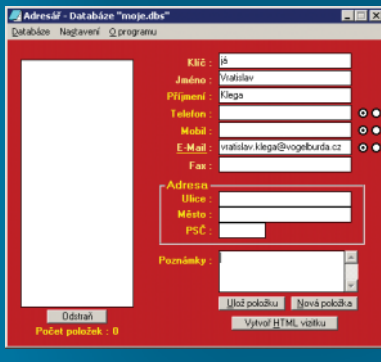 Adresář - Databáze "moje.dbs"
Databáze Nastavení O programu
Klíč : já
Jméno : Vratislav
Příjmení : Klega
Telefon :
Mobil :
E-Mail : vratislav.klega@vogelburda.cz
Fax :
Adresa
Ulice :
Město :
PSČ :
Poznámky :
Ulož položku Nová položka
Odstraň Vytvoř HTML vizitku
Počet položek : 0